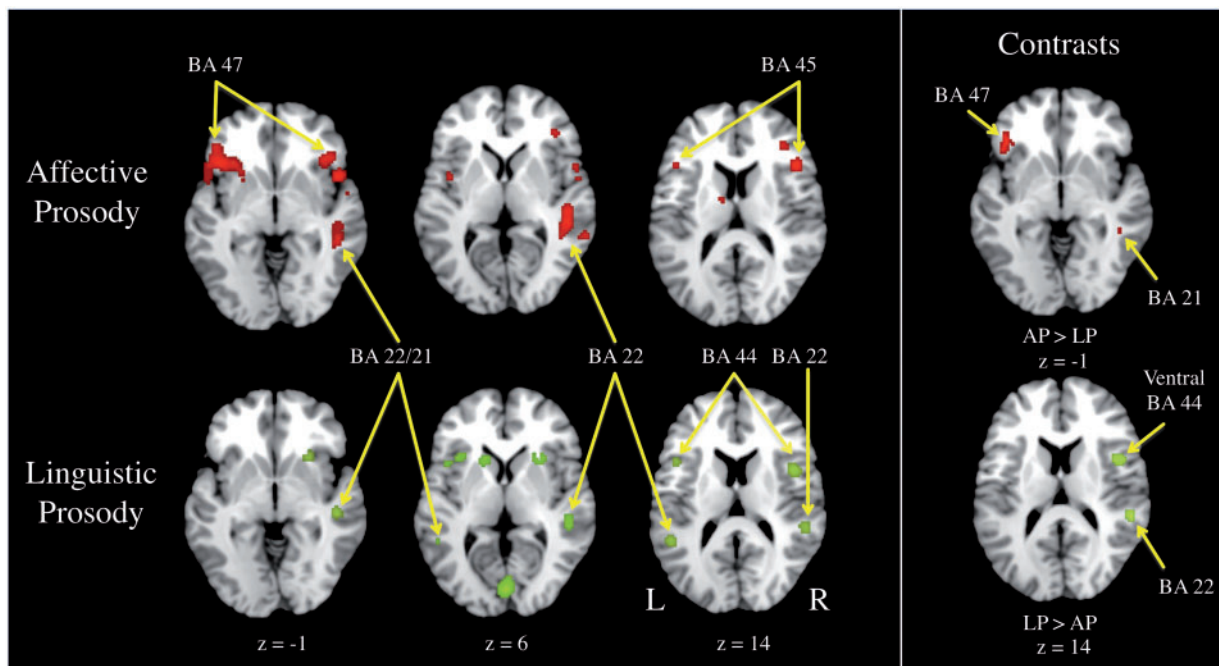 BA 47
BA 45
Contrasts
BA 47
Affective
Prosody
BA 21
AP > LP
z = -1
BA 22/21
BA 22
BA 44
BA 22
Ventral
BA 44
Linguistic
Prosody
BA 22
L
R
z = -1
z = 6
z = 14
LP > AP
z = 14